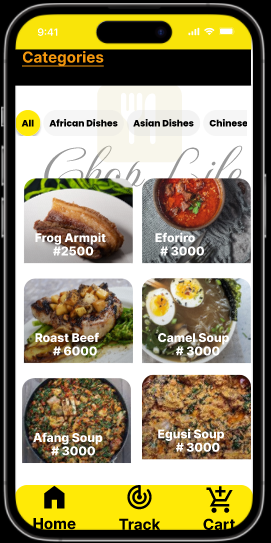 9:41
Categories
All
African Dishes
Asian Dishes
Chinese
Chop Life
Frog Armpit
#2500
Eforiro
# 3000
Roast Beef
# 6000
Camel Soup
# 3000
Afang Soup
# 3000
Egusi Soup
# 3000
Home
Track
Cart